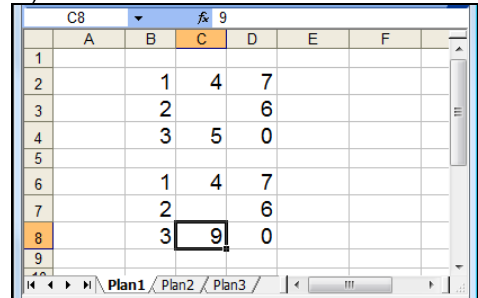 C8 fx 9
A B C D E F
1
2 1 4 7
3 2 6
4 3 5 0
5
6 1 4 7
7 2 6
8 3 9 0
9
Plan1 / Plan2 / Plan3 /